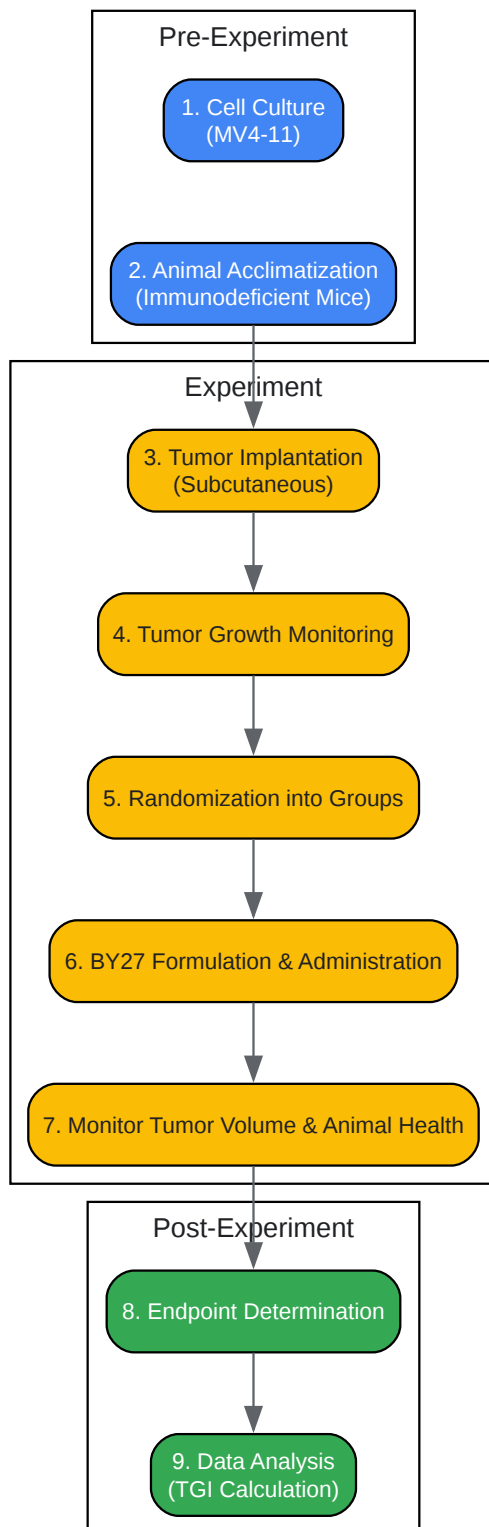 Pre-Experiment
1. Cell Culture
(MV4-11)
2. Animal Acclimatization
(Immunodeficient Mice)
Experiment
3. Tumor Implantation
(Subcutaneous)
4. Tumor Growth Monitoring
5. Randomization into Groups
6. BY27 Formulation & Administration
7. Monitor Tumor Volume & Animal Health
Post-Experiment
8. Endpoint Determination
9. Data Analysis
(TGI Calculation)